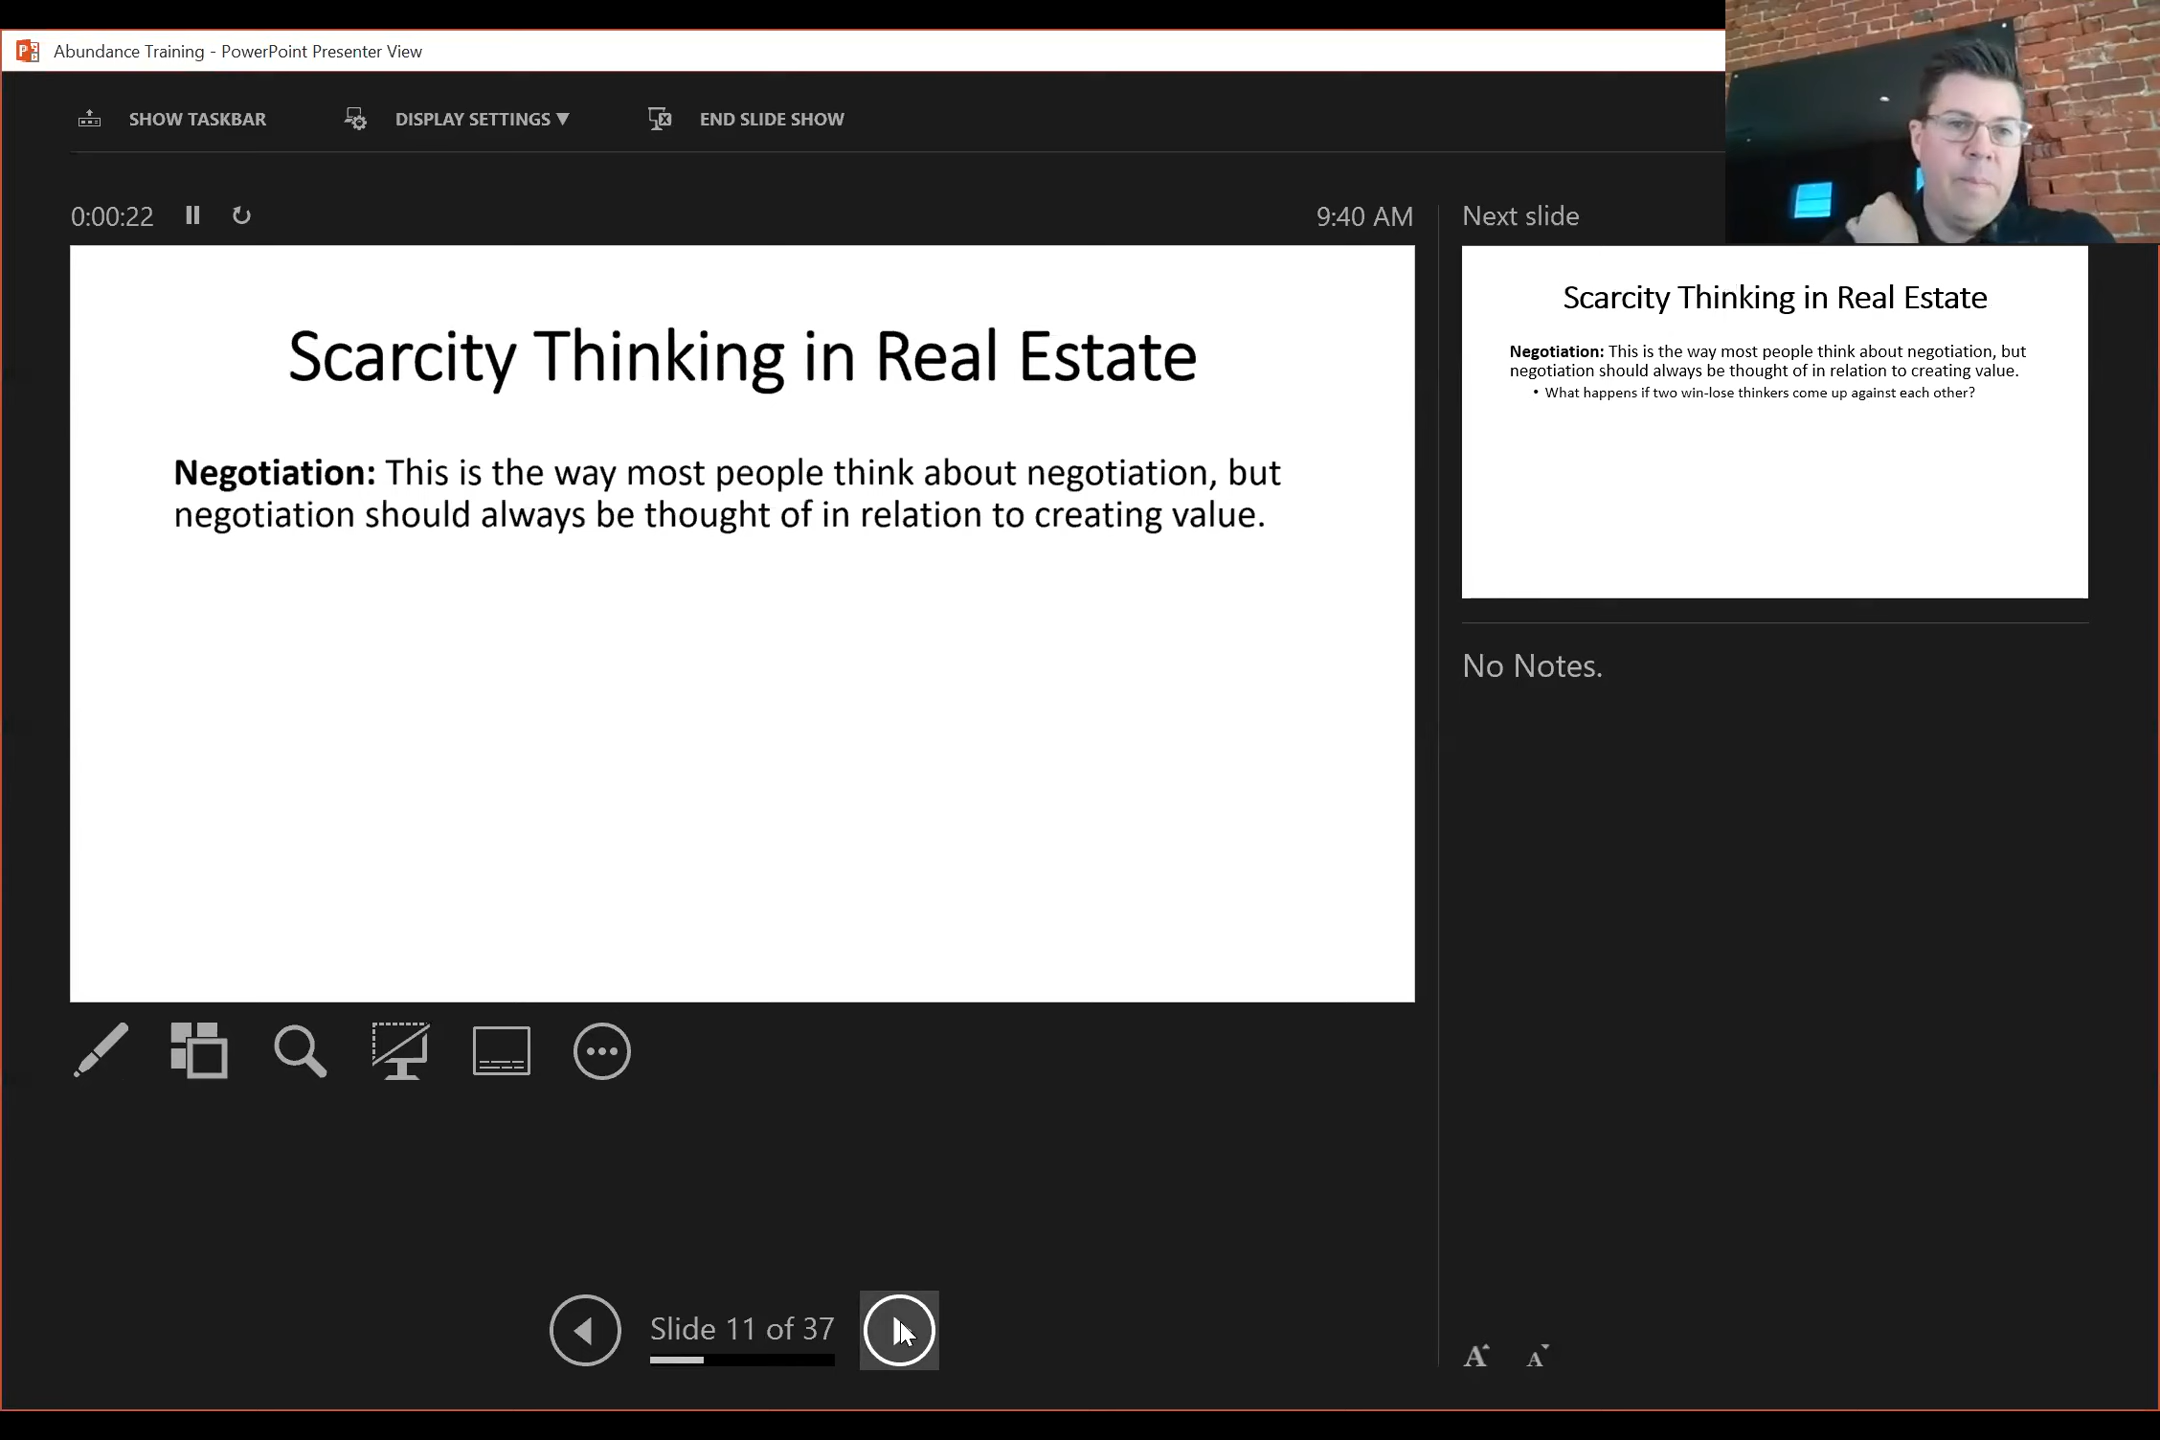 Abundance Training - PowerPoint Presenter View
SHOW TASKBAR
DISPLAY SETTINGS ▼
END SLIDE SHOW
0:00:22
9:40 AM
Scarcity Thinking in Real Estate
Negotiation: This is the way most people think about negotiation, but
negotiation should always be thought of in relation to creating value.
Next slide
Scarcity Thinking in Real Estate
Negotiation: This is the way most people think about negotiation, but
negotiation should always be thought of in relation to creating value.
• What happens if two win-lose thinkers come up against each other?
No Notes.
Slide 11 of 37
A A